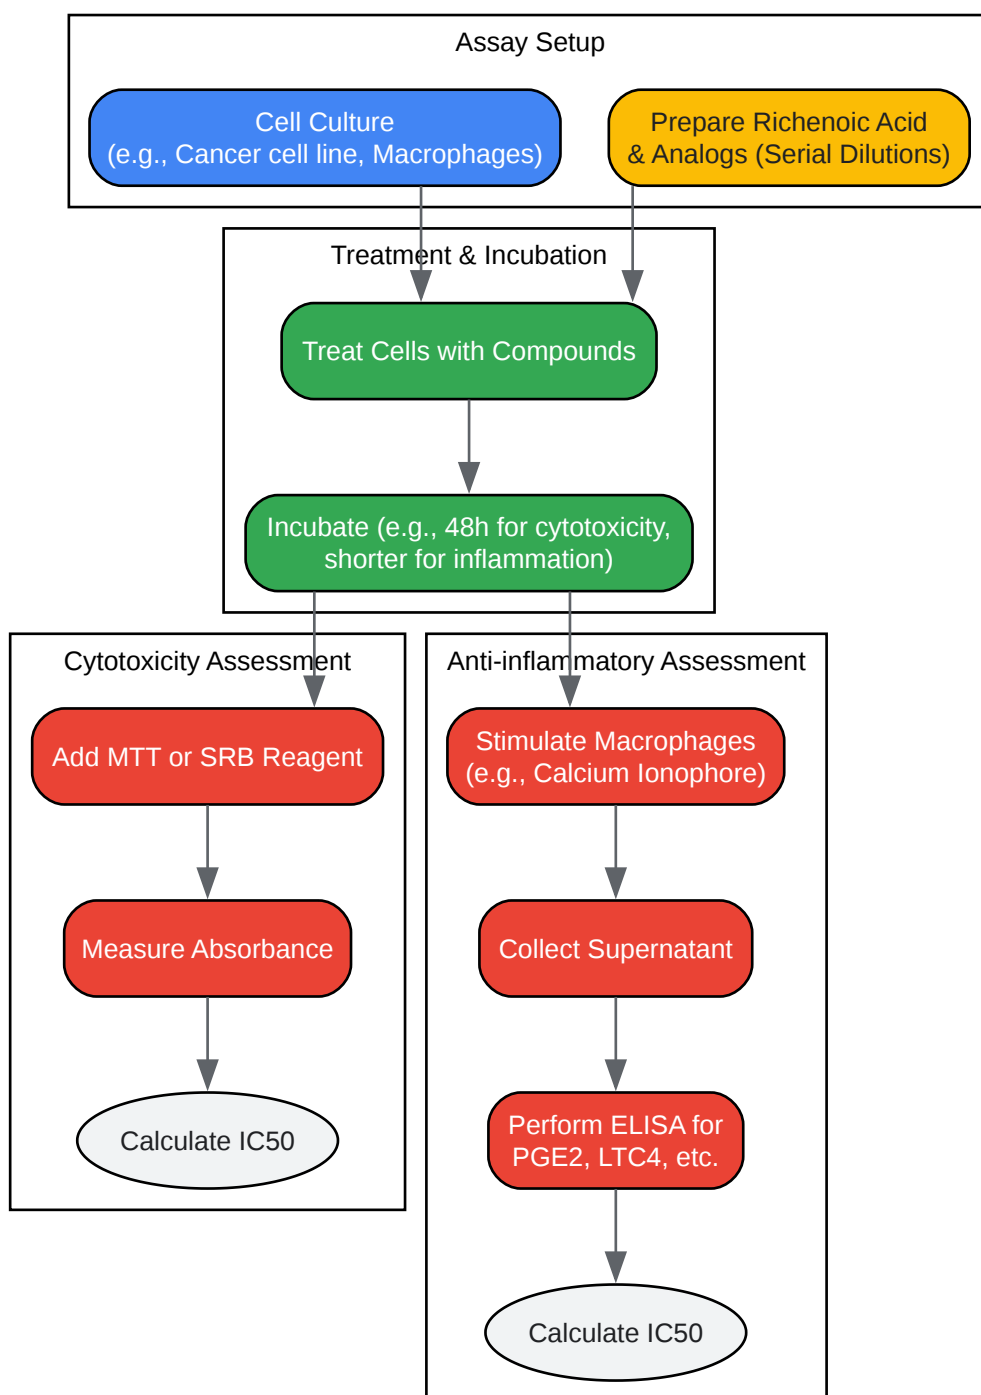 Assay Setup
Cell Culture
(e.g., Cancer cell line, Macrophages)
Prepare Richenoic Acid
& Analogs (Serial Dilutions)
Treatment & Incubation
Treat Cells with Compounds
Incubate (e.g., 48h for cytotoxicity,
shorter for inflammation)
Cytotoxicity Assessment
Add MTT or SRB Reagent
Measure Absorbance
Calculate IC50
Anti-inflammatory Assessment
Stimulate Macrophages
(e.g., Calcium Ionophore)
Collect Supernatant
Perform ELISA for
PGE2, LTC4, etc.
Calculate IC50